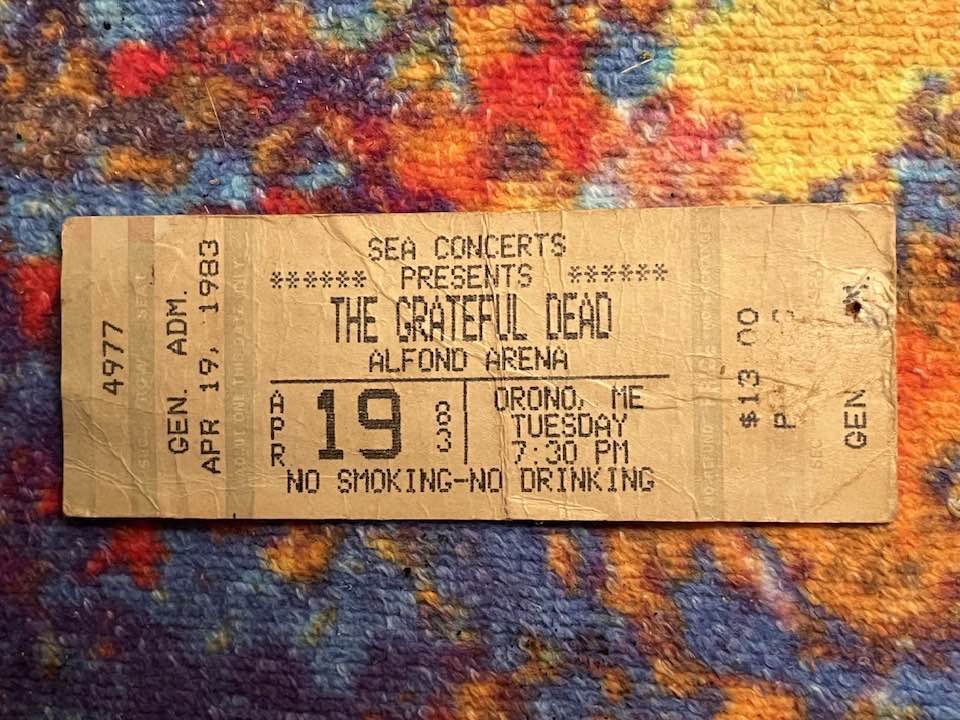 4977
GEN. ADM.
APR 19, 1983
SEA CONCERTS
****** PRESENTS ******
THE GRATEFUL DEAD
ALFOND ARENA
APR 19 83
ORONO, ME
TUESDAY
7:30 PM
NO SMOKING-NO DRINKING
$13.00
GEN